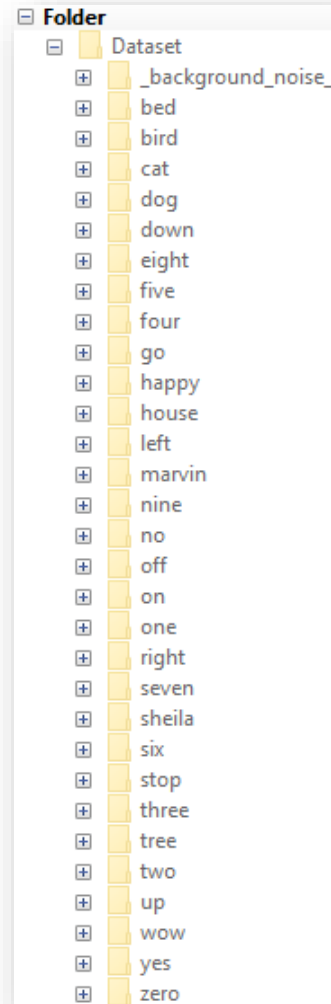 Folder
Dataset
_background_noise_
bed
bird
cat
dog
down
eight
five
four
go
happy
house
left
marvin
nine
no
off
on
one
right
seven
sheila
six
stop
three
tree
two
up
wow
yes
zero